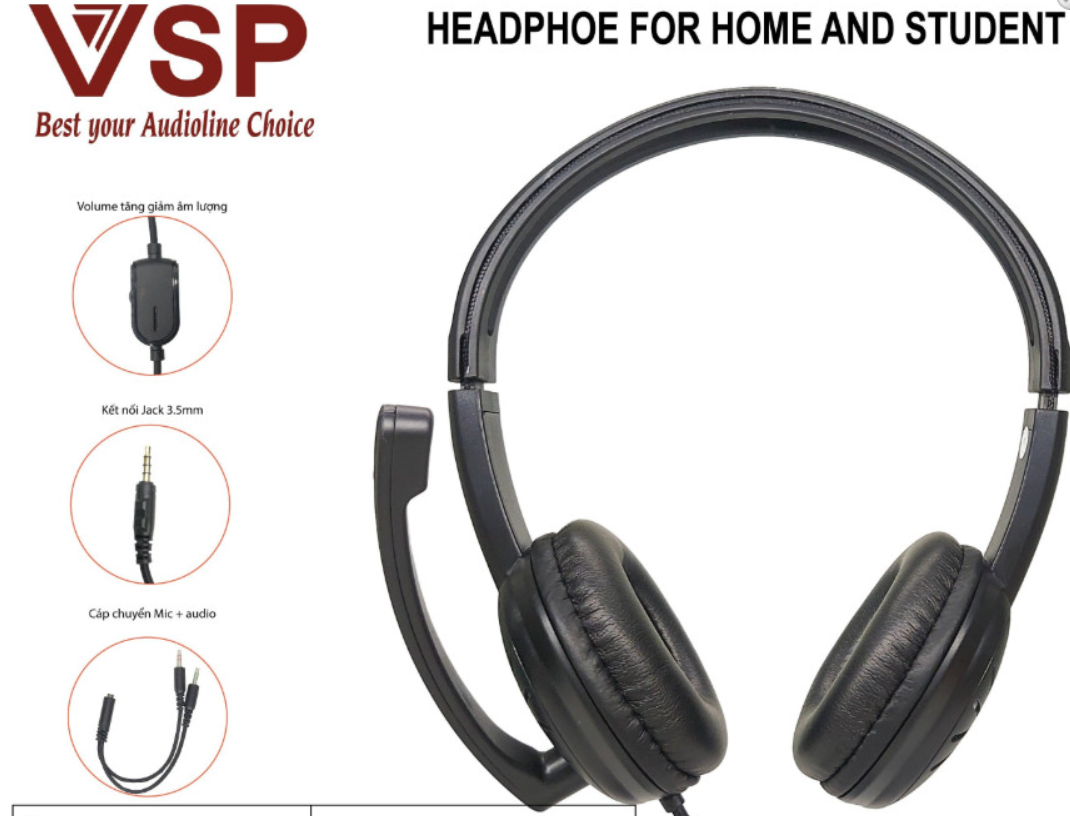 VSP
Best your Audioline Choice
HEADPHOE FOR HOME AND STUDENT
Volume tăng giảm âm lượng
Kết nối Jack 3.5mm
Cáp chuyển Mic + audio